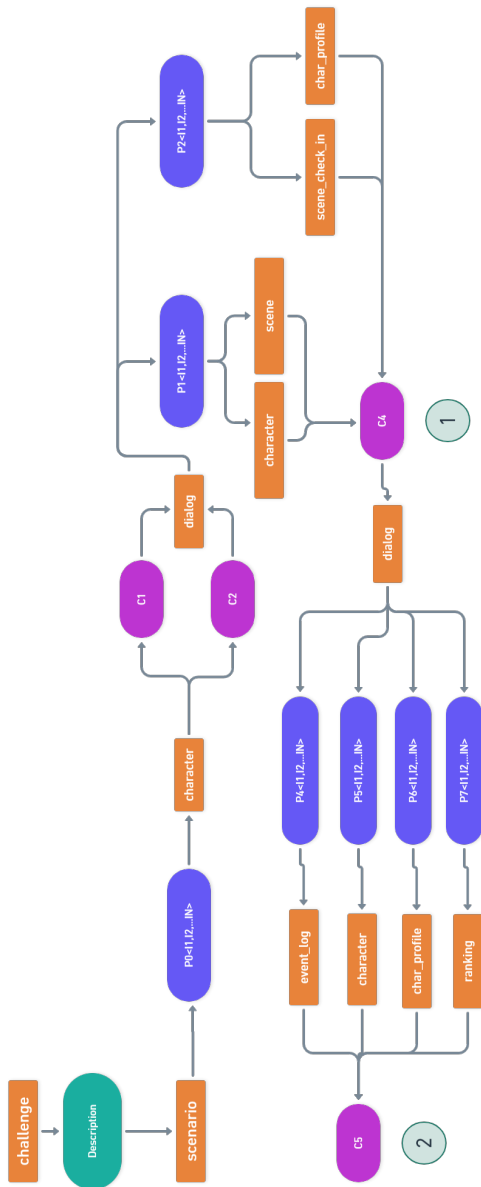 challenge
Description
scenario
P0<I1,I2,...IN>
character
C1
C2
dialog
P1<I1,I2,...IN>
P2<I1,I2,...IN>
character
scene
scene_check_in
char_profile
C4
1
dialog
P4<I1,I2,...IN>
P5<I1,I2,...IN>
P6<I1,I2,...IN>
P7<I1,I2,...IN>
event_log
character
char_profile
ranking
C5
2